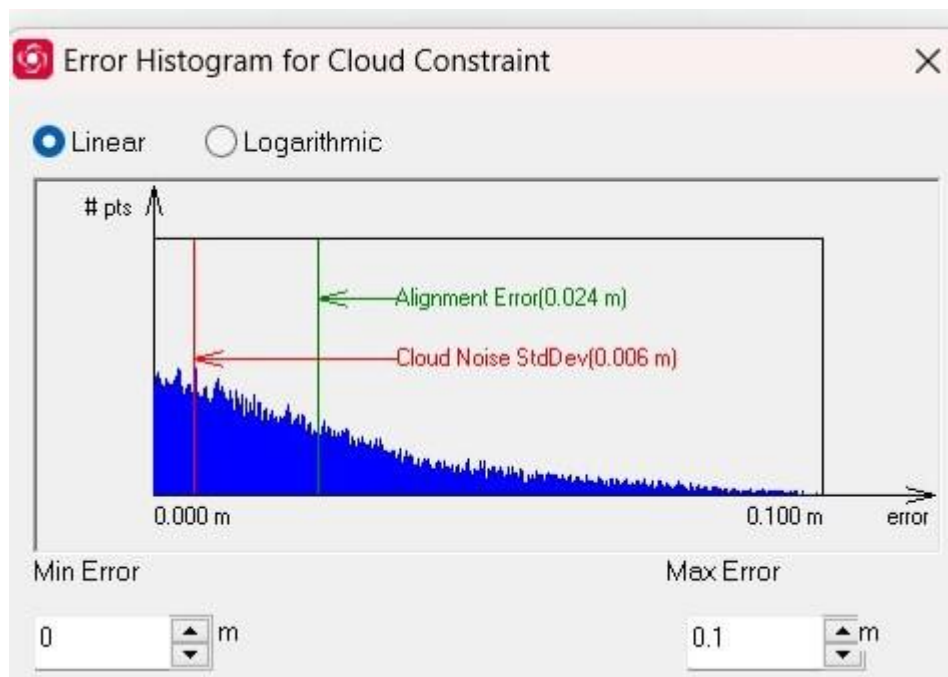 Error Histogram for Cloud Constraint
Linear Logarithmic
# pts
Alignment Error(0.024 m)
Cloud Noise StdDev(0.006 m)
0.000 m 0.100 m error
Min Error Max Error
0 m 0.1 m